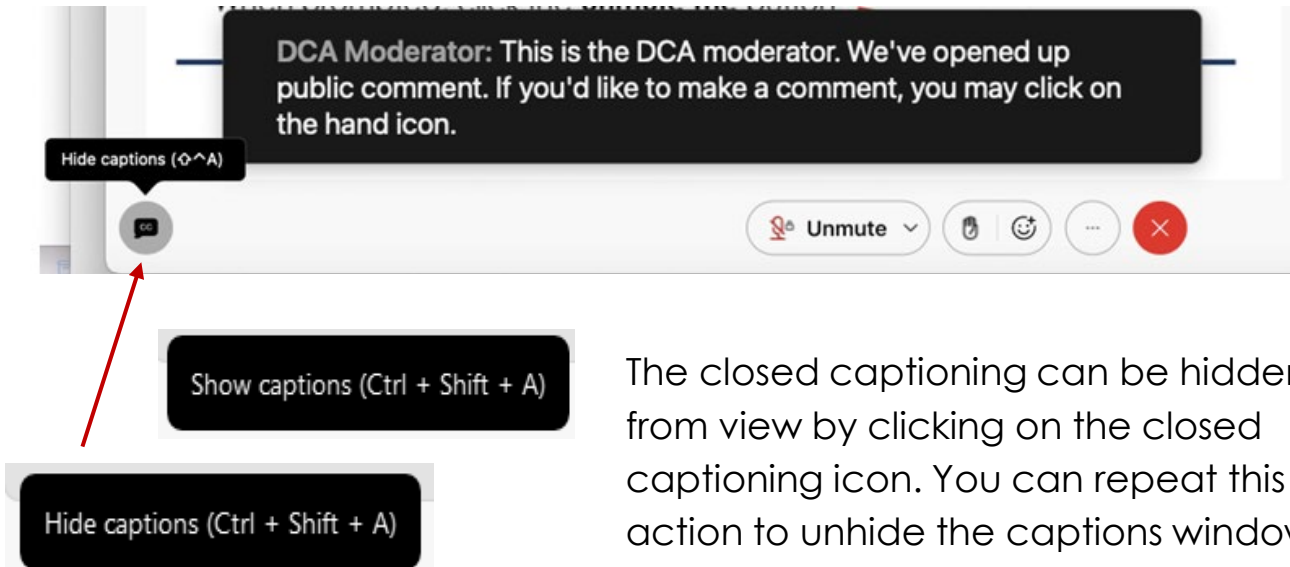 DCA Moderator: This is the DCA moderator. We've opened up
public comment. If you'd like to make a comment, you may click on
the hand icon.
Hide captions (⇧^A)
CC
Unmute
Show captions (Ctrl + Shift + A)
Hide captions (Ctrl + Shift + A)
The closed captioning can be hidden
from view by clicking on the closed
captioning icon. You can repeat this
action to unhide the captions window